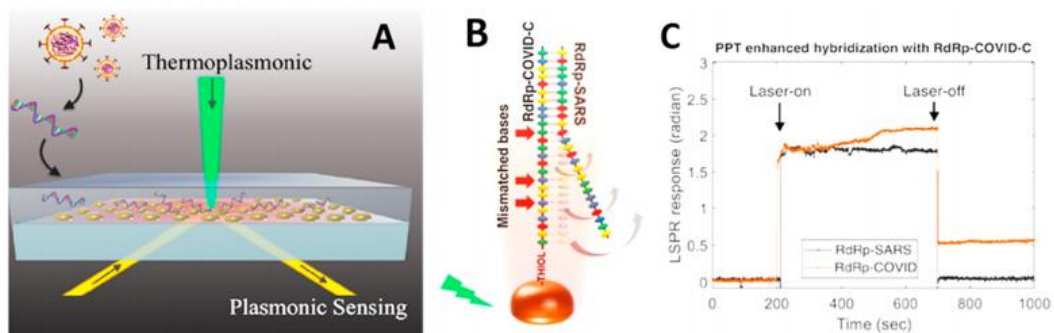 A
Thermoplasmonic
Plasmonic Sensing
B
RdRp-COVID-C
RdRp-SARS
Mismatched bases
THIOL
C
PPT enhanced hybridization with RdRp-COVID-C
Laser-on
Laser-off
LSPR response (radian)
3
2.5
2
1.5
1
0.5
0
RdRp-SARS
RdRp-COVID
0
200
400
600
800
1000
Time (sec)